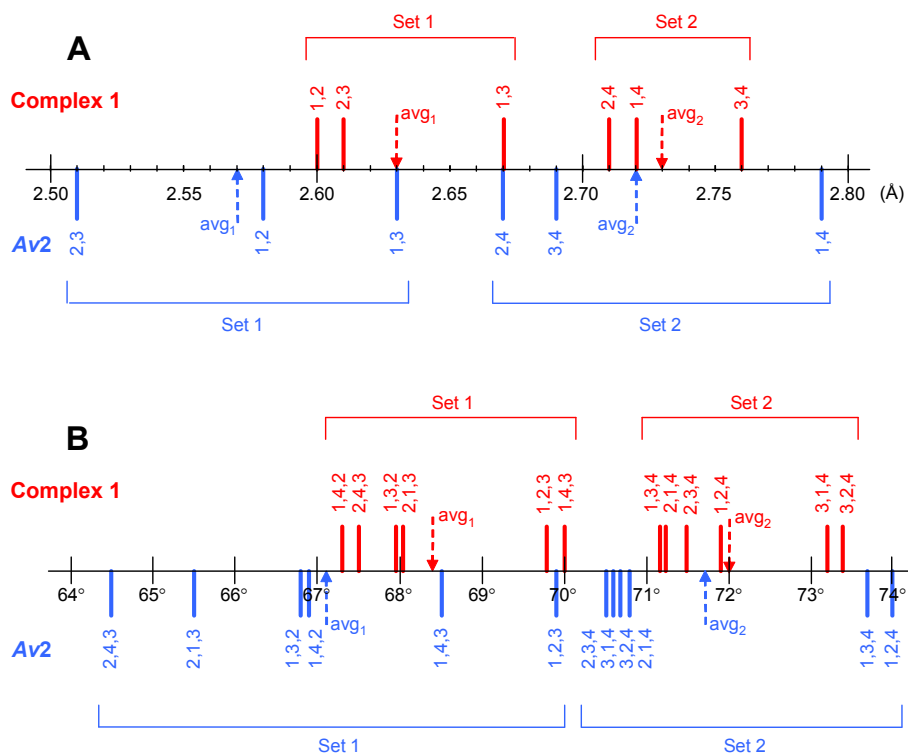 A
Set 1
Set 2
Complex 1
1,2
2,3
avg1
1,3
2,4
1,4
avg2
3,4
2.50
2.55
2.60
2.65
2.70
2.75
2.80
(Å)
Av2
2,3
avg1
1,2
1,3
2,4
3,4
avg2
1,4
Set 1
Set 2
B
Set 1
Set 2
Complex 1
1,4,2
2,4,3
1,3,2
2,1,3
avg1
1,2,3
1,4,3
1,3,4
2,1,4
2,3,4
1,2,4
avg2
3,1,4
3,2,4
64°
65°
66°
67°
68°
69°
70°
71°
72°
73°
74°
Av2
2,4,3
2,1,3
1,3,2
1,4,2
avg1
1,4,3
1,2,3
2,3,4
3,1,4
3,2,4
2,1,4
avg2
1,3,4
1,2,4
Set 1
Set 2